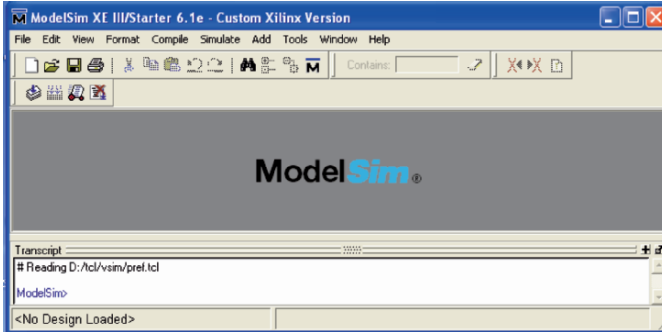 ModelSim XE III/Starter 6.1e - Custom Xilinx Version
File Edit View Format Compile Simulate Add Tools Window Help
Contains:
ModelSim®
Transcript
# Reading D:/tcl/vsim/pref.tcl
ModelSim>
<No Design Loaded>